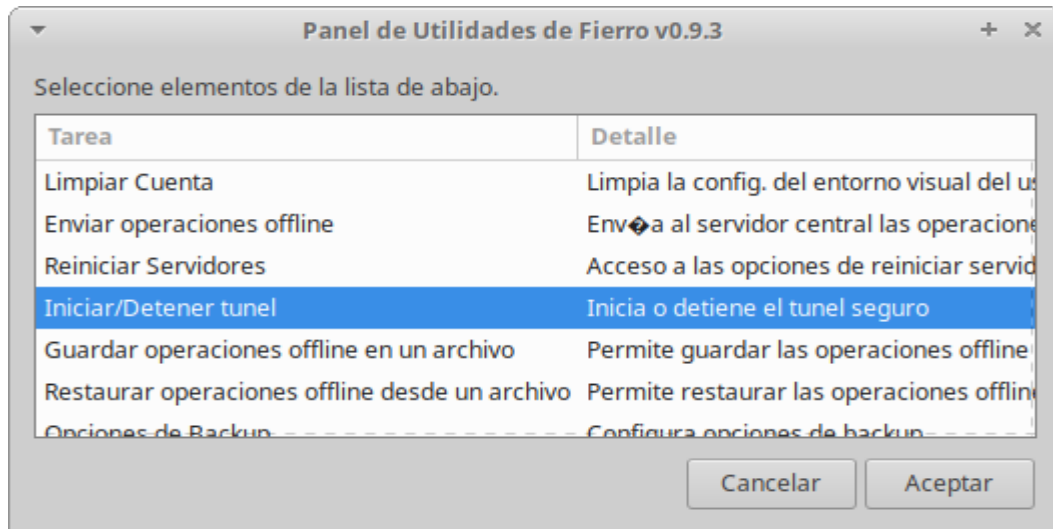 Panel de Utilidades de Fierro v0.9.3
Seleccione elementos de la lista de abajo.
Tarea Detalle
Limpiar Cuenta Limpia la config. del entorno visual del us
Enviar operaciones offline Env�a al servidor central las operacione
Reiniciar Servidores Acceso a las opciones de reiniciar servid
Iniciar/Detener tunel Inicia o detiene el tunel seguro
Guardar operaciones offline en un archivo Permite guardar las operaciones offline
Restaurar operaciones offline desde un archivo Permite restaurar las operaciones offlin
Opciones de Backup Configura opciones de backup
Cancelar Aceptar